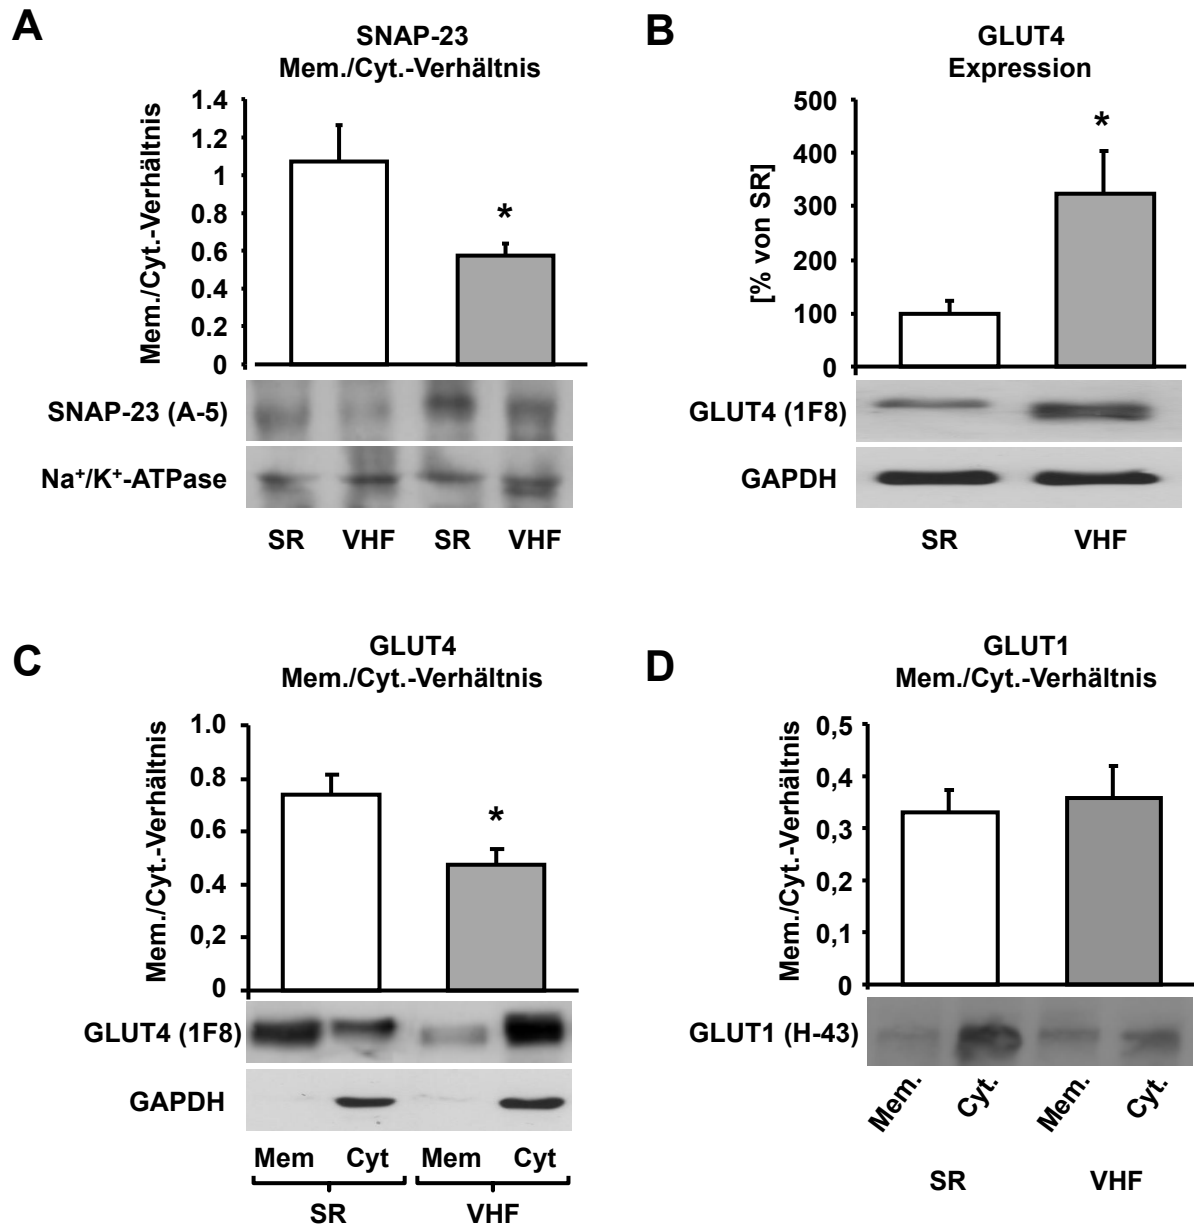 A
SNAP-23
Mem./Cyt.-Verhältnis
Mem./Cyt.-Verhältnis
1.4
1.2
1
0.8
0.6
0.4
0.2
0
*
SNAP-23 (A-5)
Na⁺/K⁺-ATPase
SR VHF SR VHF
B
GLUT4
Expression
[% von SR]
500
400
300
200
100
0
*
GLUT4 (1F8)
GAPDH
SR VHF
C
GLUT4
Mem./Cyt.-Verhältnis
Mem./Cyt.-Verhältnis
1.0
0.8
0.6
0.4
0,2
0
*
GLUT4 (1F8)
GAPDH
Mem Cyt Mem Cyt
SR VHF
D
GLUT1
Mem./Cyt.-Verhältnis
Mem./Cyt.-Verhältnis
0,5
0,4
0,3
0,2
0,1
0
GLUT1 (H-43)
Mem. Cyt. Mem. Cyt.
SR VHF